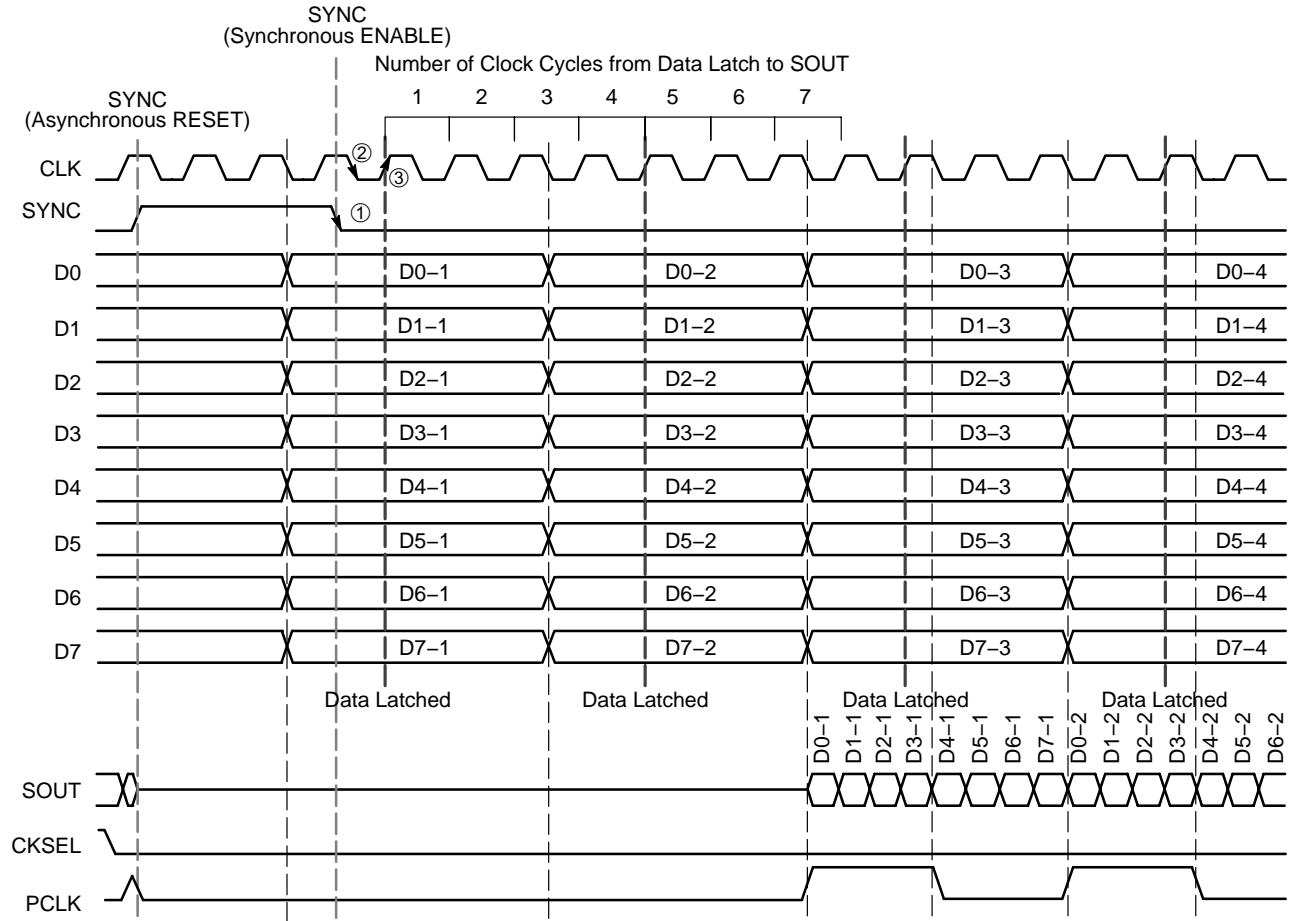 SYNC
(Synchronous ENABLE)
Number of Clock Cycles from Data Latch to SOUT
SYNC
(Asynchronous RESET)
1 2 3 4 5 6 7
CLK ② ③
SYNC ①
D0 D0–1 D0–2 D0–3 D0–4
D1 D1–1 D1–2 D1–3 D1–4
D2 D2–1 D2–2 D2–3 D2–4
D3 D3–1 D3–2 D3–3 D3–4
D4 D4–1 D4–2 D4–3 D4–4
D5 D5–1 D5–2 D5–3 D5–4
D6 D6–1 D6–2 D6–3 D6–4
D7 D7–1 D7–2 D7–3 D7–4
Data Latched Data Latched Data Latched Data Latched
D0–1 D1–1 D2–1 D3–1 D4–1 D5–1 D6–1 D7–1 D0–2 D1–2 D2–2 D3–2 D4–2 D5–2 D6–2
SOUT
CKSEL
PCLK